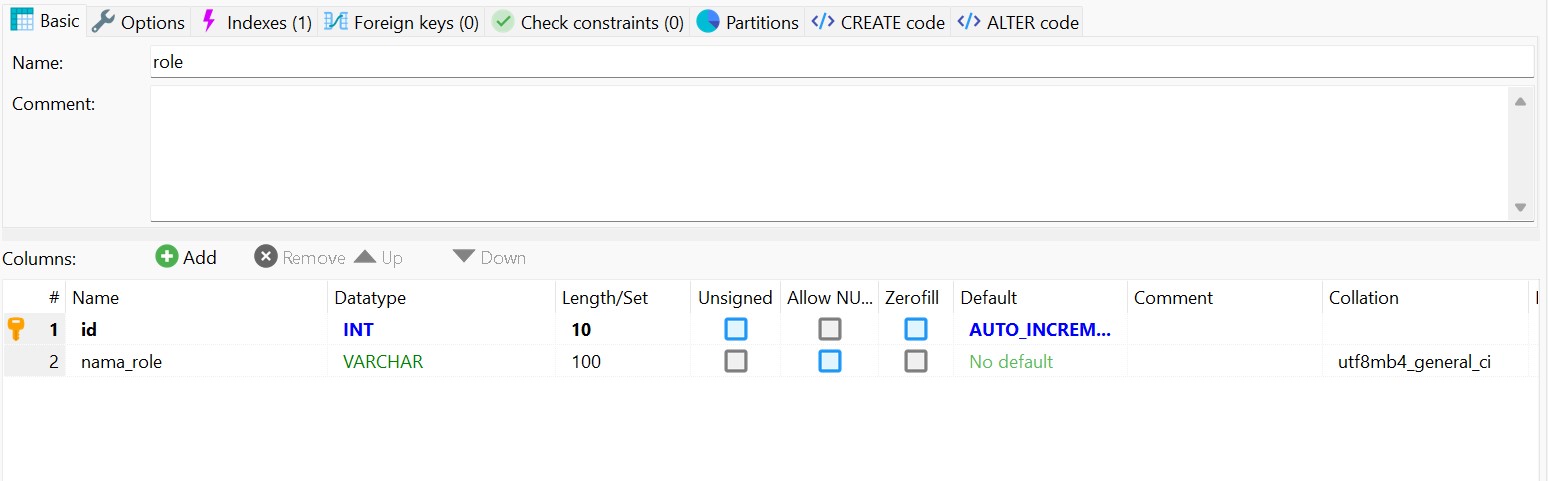 Basic Options Indexes (1) Foreign keys (0) Check constraints (0) Partitions </> CREATE code </> ALTER code
Name: role
Comment:
Columns: Add Remove Up Down
# Name Datatype Length/Set Unsigned Allow NU... Zerofill Default Comment Collation
1 id INT 10 AUTO_INCREM...
2 nama_role VARCHAR 100 No default utf8mb4_general_ci